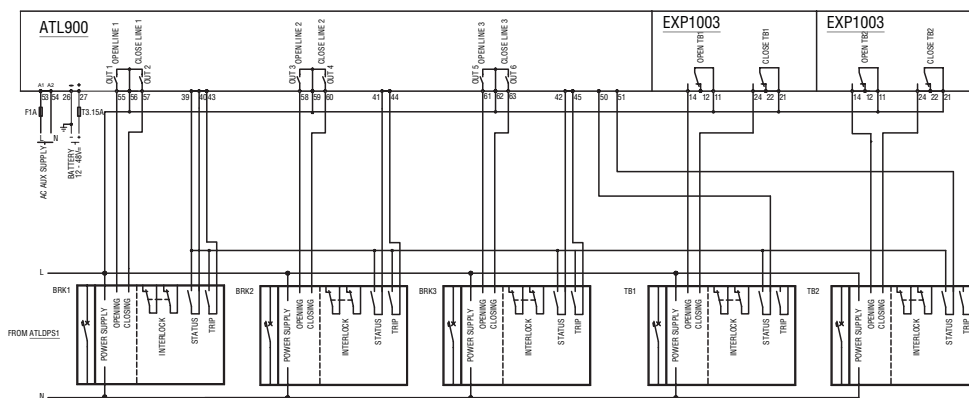 ATL900
EXP1003
EXP1003
OUT 1
OPEN LINE 1
CLOSE LINE 1
OUT 2
OUT 3
OPEN LINE 2
CLOSE LINE 2
OUT 4
OUT 5
OPEN LINE 3
CLOSE LINE 3
OUT 6
OPEN TB1
CLOSE TB1
OPEN TB2
CLOSE TB2
A1 A2 - +
53 54 26 27 55 56 57 39 40 43 58 59 60 41 44 61 62 63 42 45 50 51 14 12 11 24 22 21 14 12 11 24 22 21
F1A
T3.15A
L N - +
AC AUX SUPPLY
BATTERY
12 - 48V=
L
BRK1
BRK2
BRK3
TB1
TB2
FROM ATLDPS1
POWER SUPPLY
OPENING
CLOSING
INTERLOCK
STATUS
TRIP
POWER SUPPLY
OPENING
CLOSING
INTERLOCK
STATUS
TRIP
POWER SUPPLY
OPENING
CLOSING
INTERLOCK
STATUS
TRIP
POWER SUPPLY
OPENING
CLOSING
INTERLOCK
STATUS
TRIP
POWER SUPPLY
OPENING
CLOSING
INTERLOCK
STATUS
TRIP
N